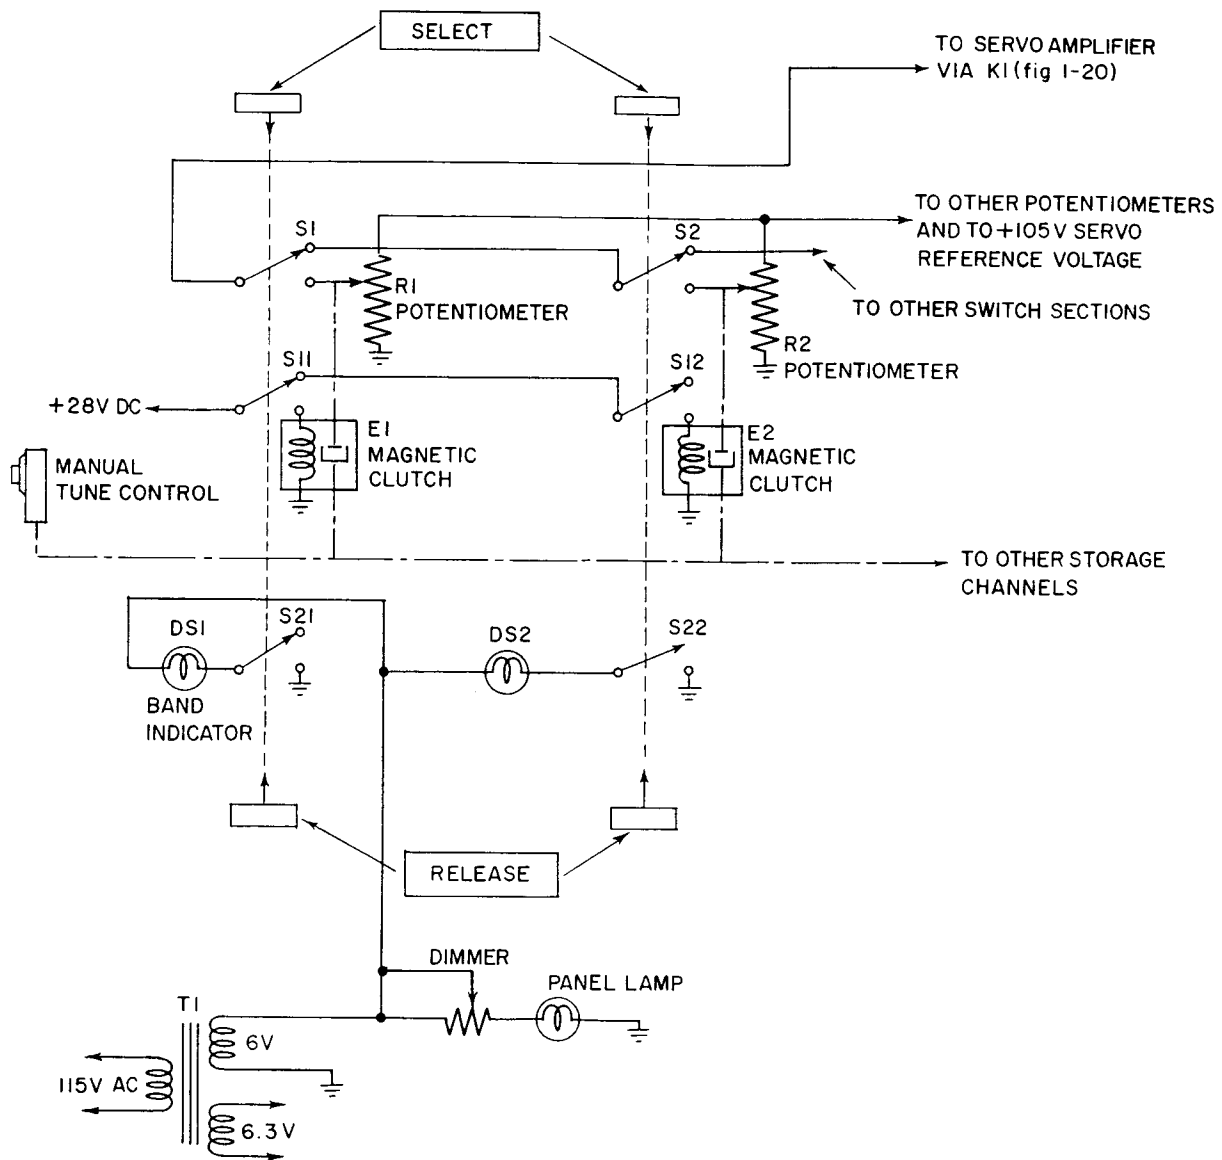 SELECT
TO SERVO AMPLIFIER
VIA K1 (fig 1-20)
TO OTHER POTENTIOMETERS
AND TO +105V SERVO
REFERENCE VOLTAGE
S1
S2
R1
POTENTIOMETER
TO OTHER SWITCH SECTIONS
R2
POTENTIOMETER
S11
S12
+28V DC
E1
MAGNETIC
CLUTCH
E2
MAGNETIC
CLUTCH
MANUAL
TUNE CONTROL
TO OTHER STORAGE
CHANNELS
DS1
S21
DS2
S22
BAND
INDICATOR
RELEASE
DIMMER
PANEL LAMP
T1
6V
115V AC
6.3V